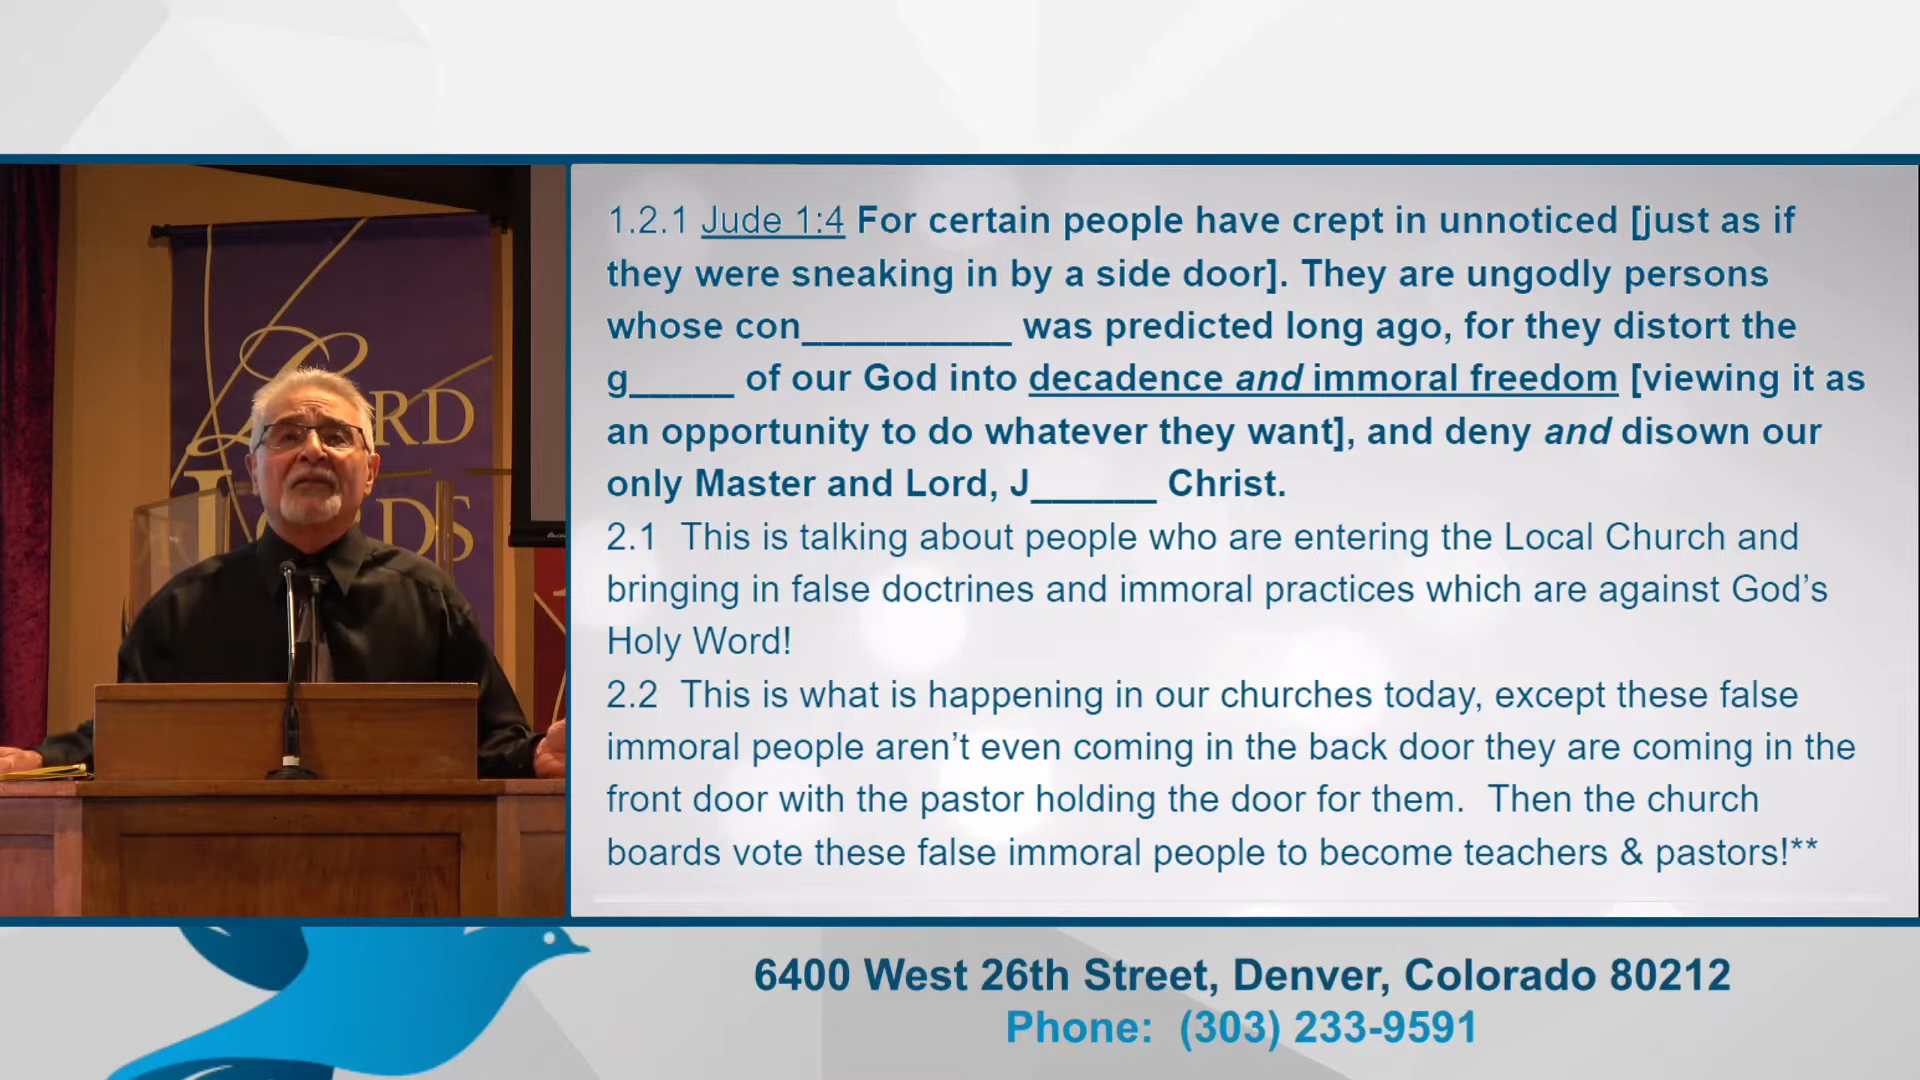 LORD
LORDS
1.2.1 Jude 1:4 For certain people have crept in unnoticed [just as if
they were sneaking in by a side door]. They are ungodly persons
whose con__________ was predicted long ago, for they distort the
g_____ of our God into decadence and immoral freedom [viewing it as
an opportunity to do whatever they want], and deny and disown our
only Master and Lord, J______ Christ.
2.1 This is talking about people who are entering the Local Church and
bringing in false doctrines and immoral practices which are against God’s
Holy Word!
2.2 This is what is happening in our churches today, except these false
immoral people aren’t even coming in the back door they are coming in the
front door with the pastor holding the door for them. Then the church
boards vote these false immoral people to become teachers & pastors!**
6400 West 26th Street, Denver, Colorado 80212
Phone: (303) 233-9591